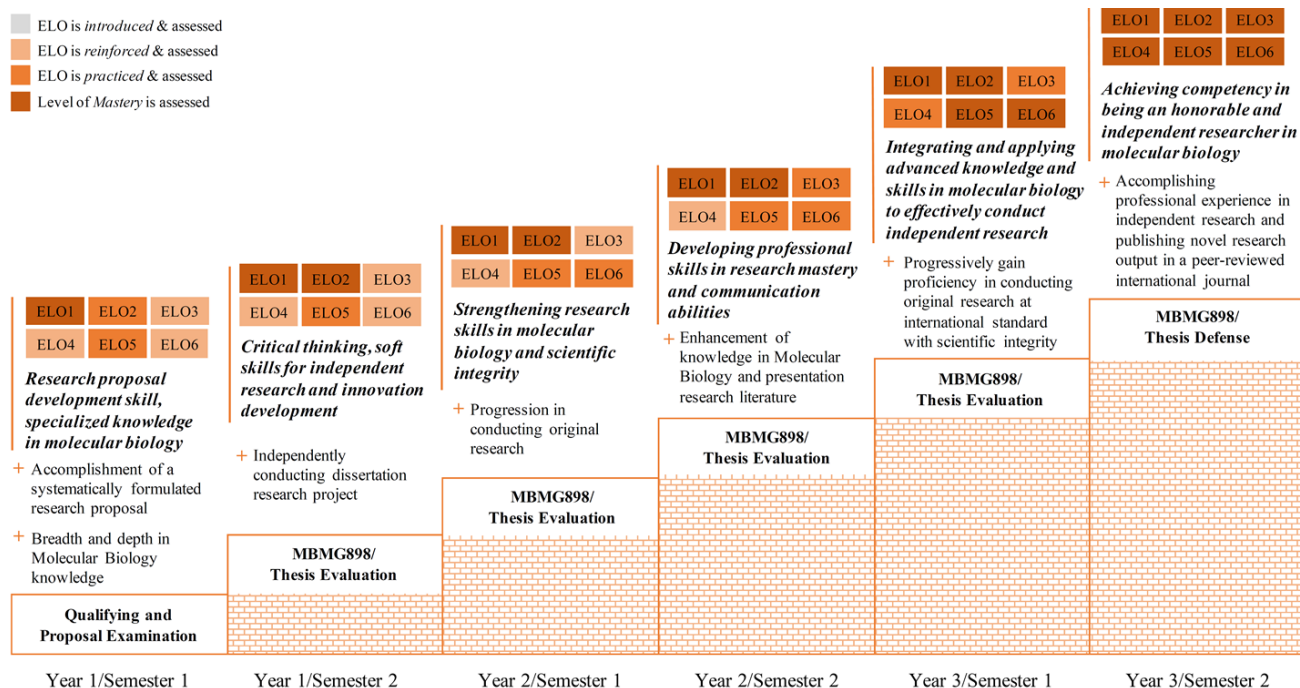 ELO is introduced & assessed
ELO is reinforced & assessed
ELO is practiced & assessed
Level of Mastery is assessed
ELO1 ELO2 ELO3
ELO4 ELO5 ELO6
Research proposal
development skill,
specialized knowledge
in molecular biology
+ Accomplishment of a
systematically formulated
research proposal
+ Breadth and depth in
Molecular Biology
knowledge
Qualifying and
Proposal Examination
Year 1/Semester 1
ELO1 ELO2 ELO3
ELO4 ELO5 ELO6
Critical thinking, soft
skills for independent
research and innovation
development
+ Independently
conducting dissertation
research project
MBMG898/
Thesis Evaluation
Year 1/Semester 2
ELO1 ELO2 ELO3
ELO4 ELO5 ELO6
Strengthening research
skills in molecular
biology and scientific
integrity
+ Progression in
conducting original
research
MBMG898/
Thesis Evaluation
Year 2/Semester 1
ELO1 ELO2 ELO3
ELO4 ELO5 ELO6
Developing professional
skills in research mastery
and communication
abilities
+ Enhancement of
knowledge in Molecular
Biology and presentation
research literature
MBMG898/
Thesis Evaluation
Year 2/Semester 2
ELO1 ELO2 ELO3
ELO4 ELO5 ELO6
Integrating and applying
advanced knowledge and
skills in molecular biology
to effectively conduct
independent research
+ Progressively gain
proficiency in conducting
original research at
international standard
with scientific integrity
MBMG898/
Thesis Evaluation
Year 3/Semester 1
ELO1 ELO2 ELO3
ELO4 ELO5 ELO6
Achieving competency in
being an honorable and
independent researcher in
molecular biology
+ Accomplishing
professional experience in
independent research and
publishing novel research
output in a peer-reviewed
international journal
MBMG898/
Thesis Defense
Year 3/Semester 2